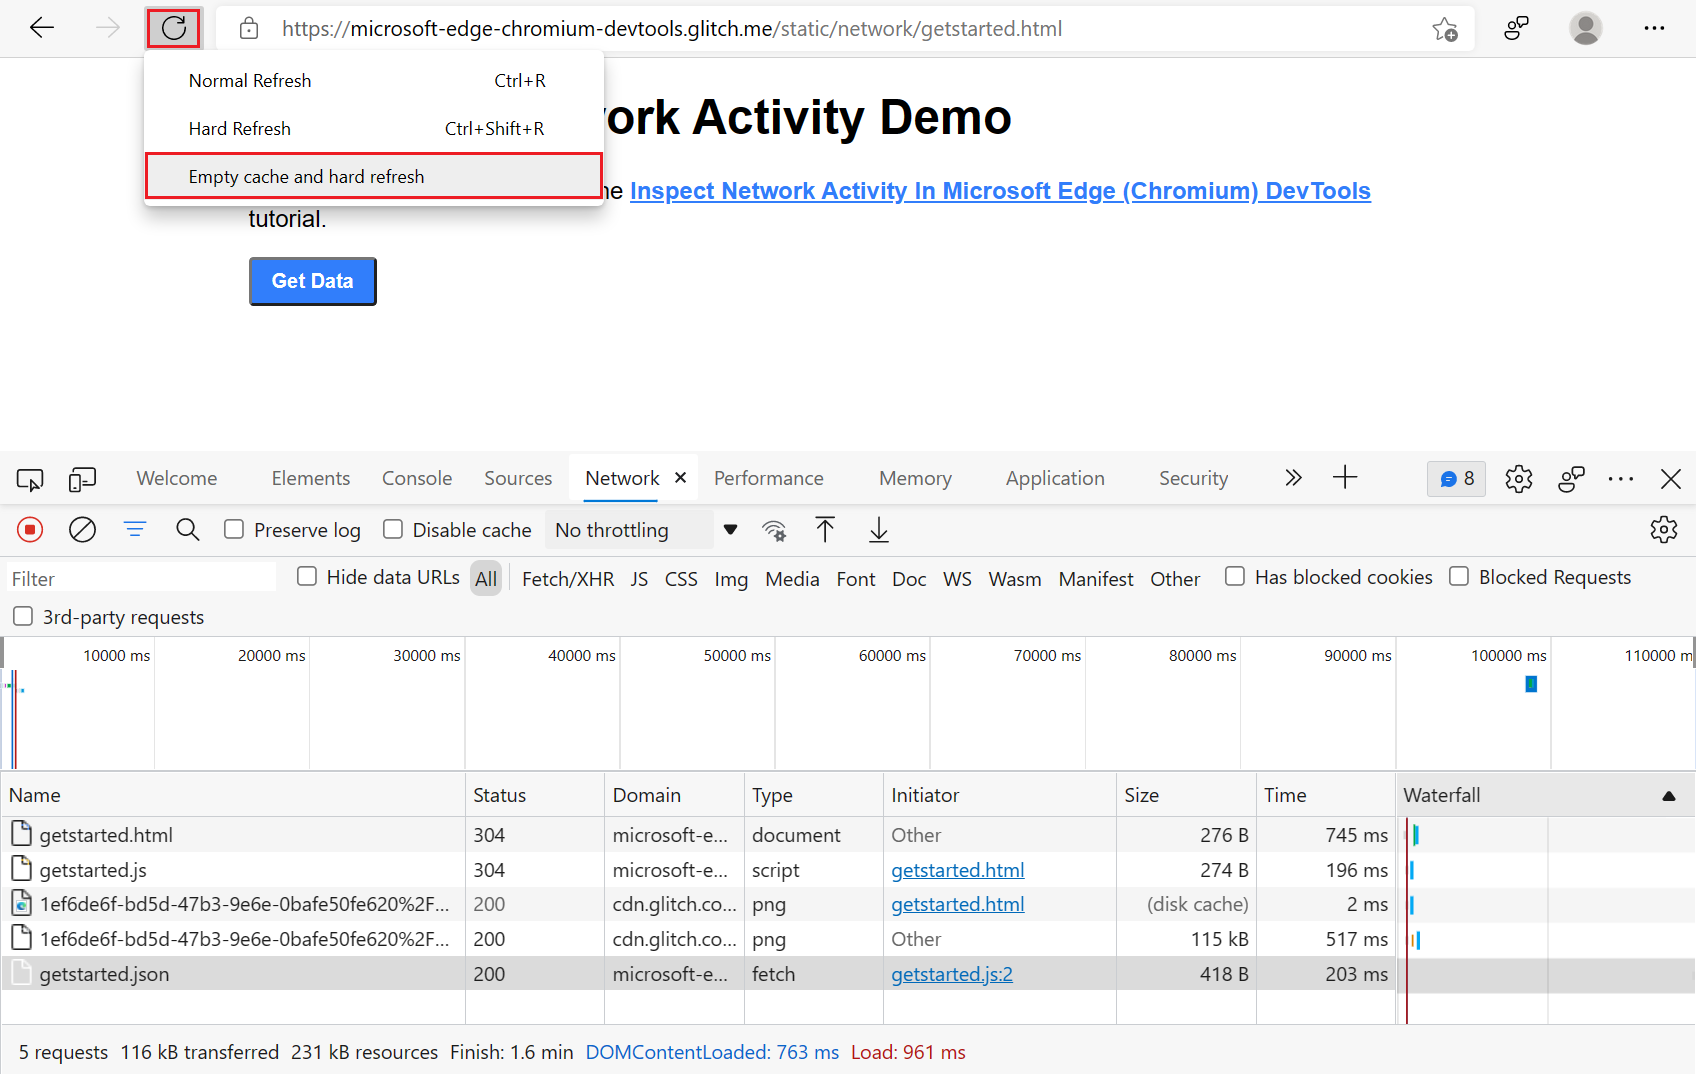 https://microsoft-edge-chromium-devtools.glitch.me/static/network/getstarted.html
Normal Refresh Ctrl+R
Hard Refresh Ctrl+Shift+R
Empty cache and hard refresh
ork Activity Demo
ne Inspect Network Activity In Microsoft Edge (Chromium) DevTools
tutorial.
Get Data
Welcome Elements Console Sources Network Performance Memory Application Security 8
Preserve log Disable cache No throttling
Filter Hide data URLs All Fetch/XHR JS CSS Img Media Font Doc WS Wasm Manifest Other Has blocked cookies Blocked Requests
3rd-party requests
10000 ms 20000 ms 30000 ms 40000 ms 50000 ms 60000 ms 70000 ms 80000 ms 90000 ms 100000 ms 110000 m
Name Status Domain Type Initiator Size Time Waterfall
getstarted.html 304 microsoft-e... document Other 276 B 745 ms
getstarted.js 304 microsoft-e... script getstarted.html 274 B 196 ms
1ef6de6f-bd5d-47b3-9e6e-0bafe50fe620%2F... 200 cdn.glitch.co... png getstarted.html (disk cache) 2 ms
1ef6de6f-bd5d-47b3-9e6e-0bafe50fe620%2F... 200 cdn.glitch.co... png Other 115 kB 517 ms
getstarted.json 200 microsoft-e... fetch getstarted.js:2 418 B 203 ms
5 requests 116 kB transferred 231 kB resources Finish: 1.6 min DOMContentLoaded: 763 ms Load: 961 ms